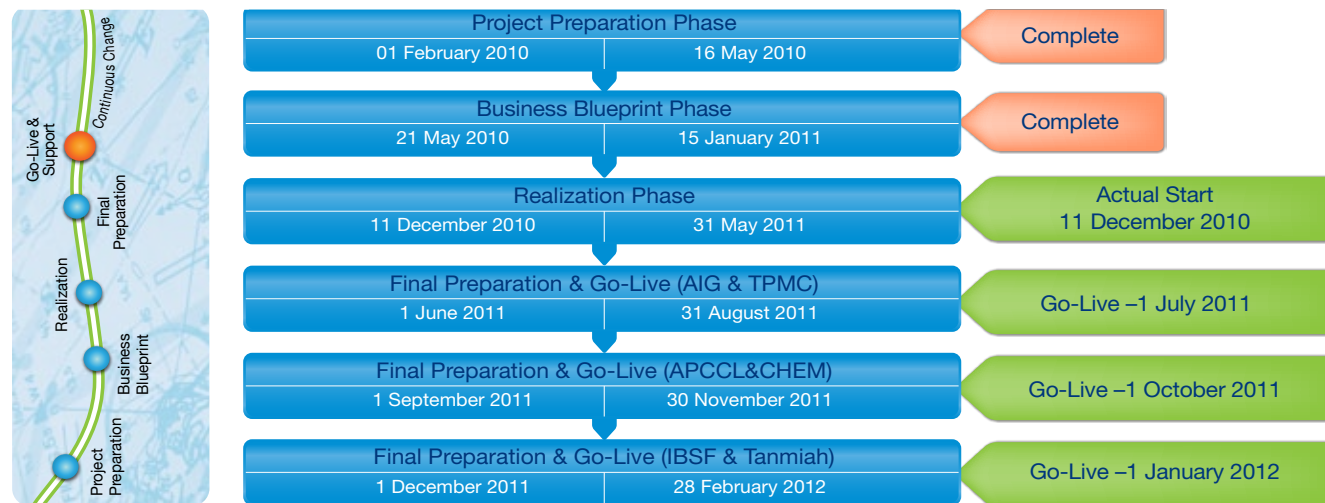 Continuous Change
Go-Live &
Support
Final
Preparation
Realization
Business
Blueprint
Project
Preparation
Project Preparation Phase
01 February 2010
16 May 2010
Complete
Business Blueprint Phase
21 May 2010
15 January 2011
Complete
Realization Phase
11 December 2010
31 May 2011
Actual Start
11 December 2010
Final Preparation & Go-Live (AIG & TPMC)
1 June 2011
31 August 2011
Go-Live –1 July 2011
Final Preparation & Go-Live (APCCL&CHEM)
1 September 2011
30 November 2011
Go-Live –1 October 2011
Final Preparation & Go-Live (IBSF & Tanmiah)
1 December 2011
28 February 2012
Go-Live –1 January 2012